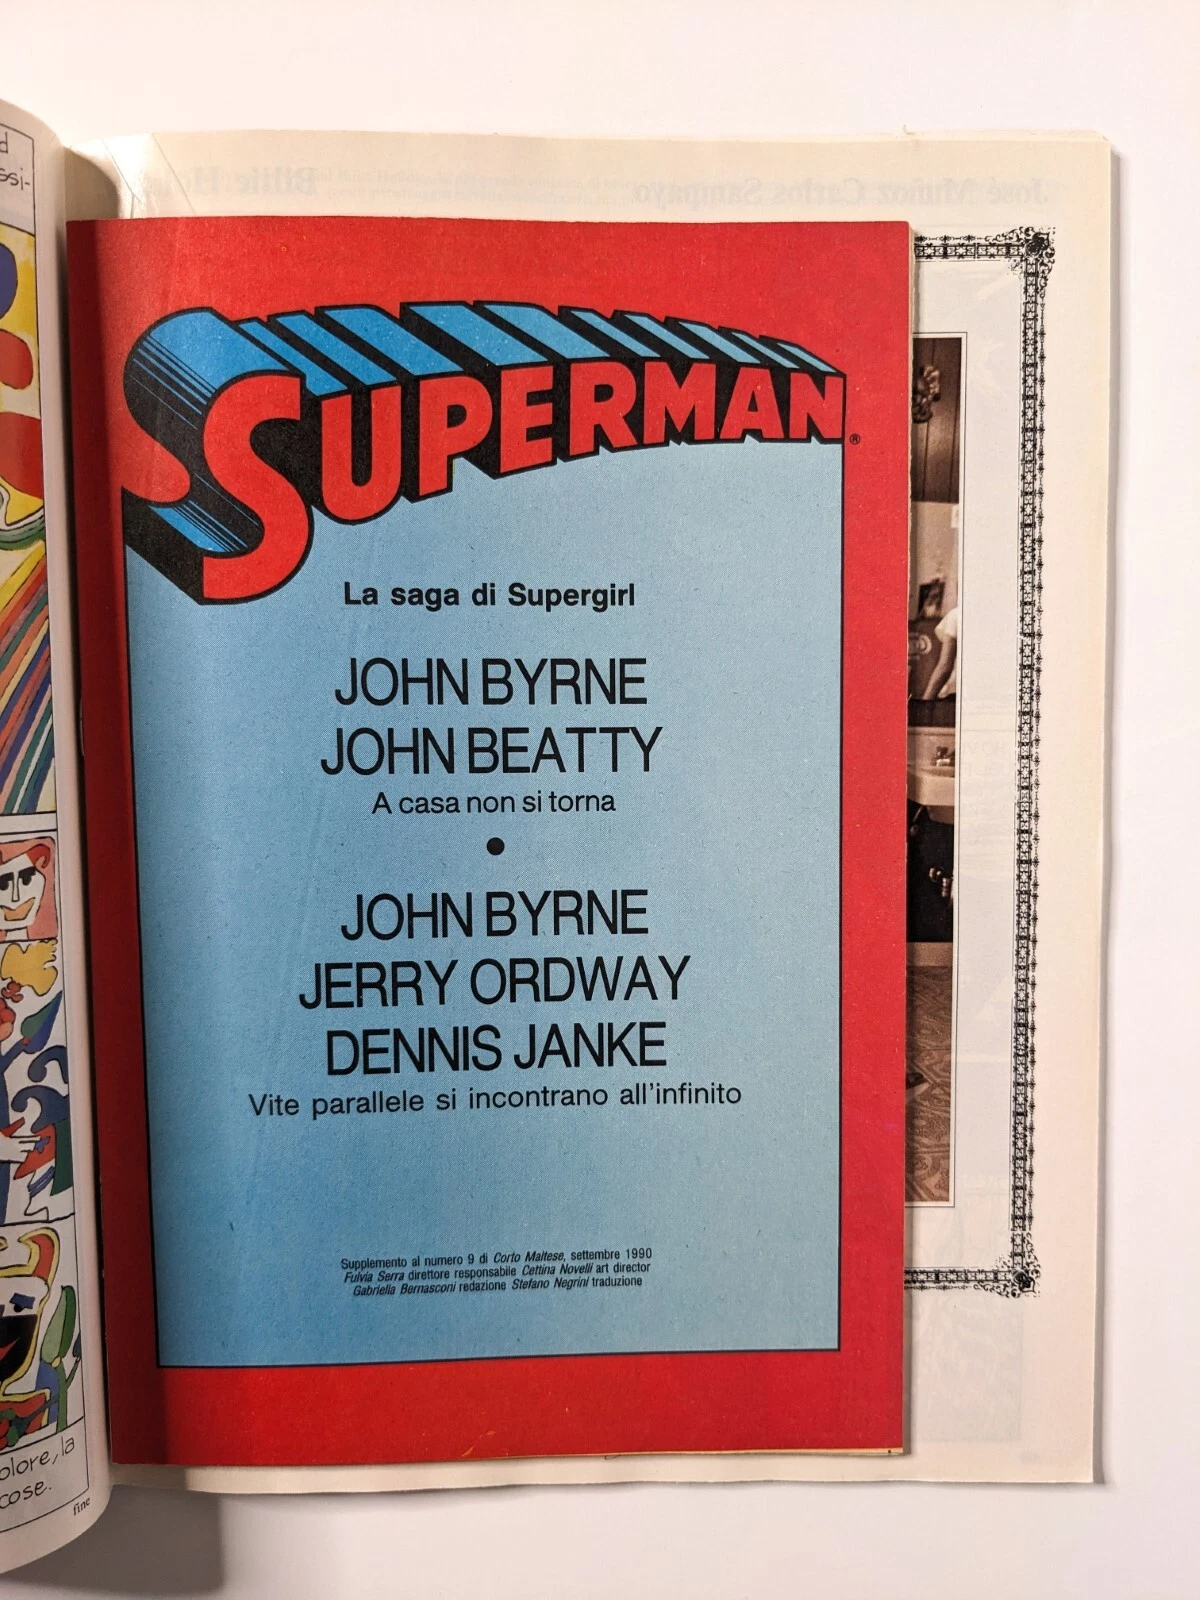 d
ssi-
José Muñoz Carlos Sampayo
Billie
SUPERMAN®
La saga di Supergirl
JOHN BYRNE
JOHN BEATTY
A casa non si torna
•
JOHN BYRNE
JERRY ORDWAY
DENNIS JANKE
Vite parallele si incontrano all'infinito
Supplemento al numero 9 di Corto Maltese, settembre 1990
Fulvia Serra direttore responsabile Cettina Novelli art director
Gabriella Bernasconi redazione Stefano Negrini traduzione
olore, la
cose.
fine